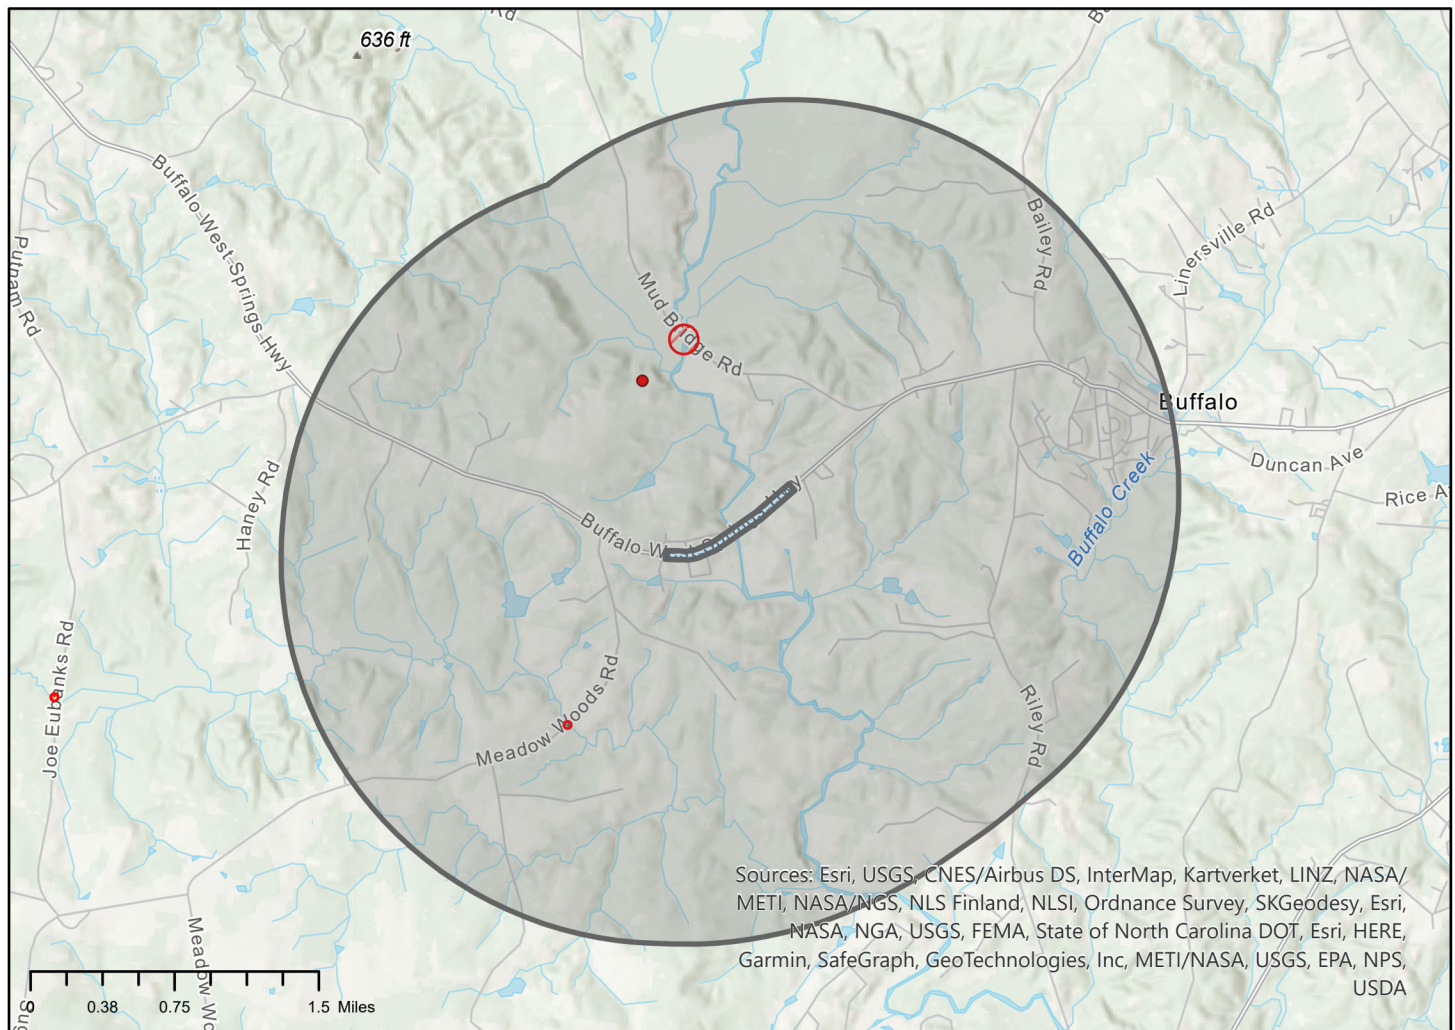 Rd
636 ft
Buffalo West Springs Hwy
Putnam Rd
Bailey Rd
Linersville Rd
Mud Bridge Rd
Buffalo
Duncan Ave
Haney Rd
Rice
Buffalo Creek
Buffalo
Joe Eubanks Rd
Meadow Woods Rd
Riley Rd
Meadow
Sources: Esri, USGS, CNES/Airbus DS, InterMap, Kartverket, LINZ, NASA/
METI, NASA/NGS, NLS Finland, NLSI, Ordnance Survey, SKGeodesy, Esri,
NASA, NGA, USGS, FEMA, State of North Carolina DOT, Esri, HERE,
Garmin, SafeGraph, GeoTechnologies, Inc, METI/NASA, USGS, EPA, NPS,
USDA
0 0.38 0.75 1.5 Miles